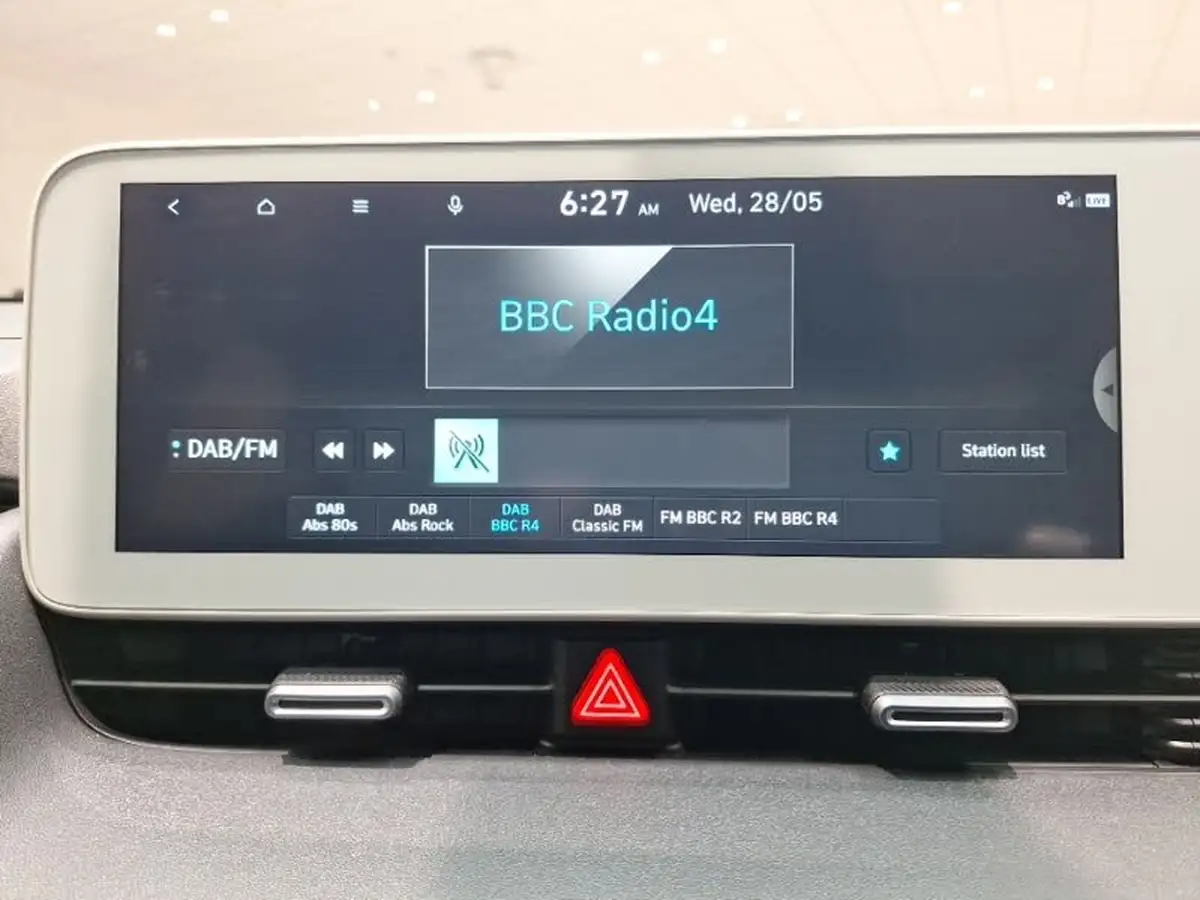 6:27 AM Wed, 28/05
LIVE
BBC Radio4
DAB/FM
Station list
DAB
Abs 80s
DAB
Abs Rock
DAB
BBC R4
DAB
Classic FM
FM BBC R2
FM BBC R4